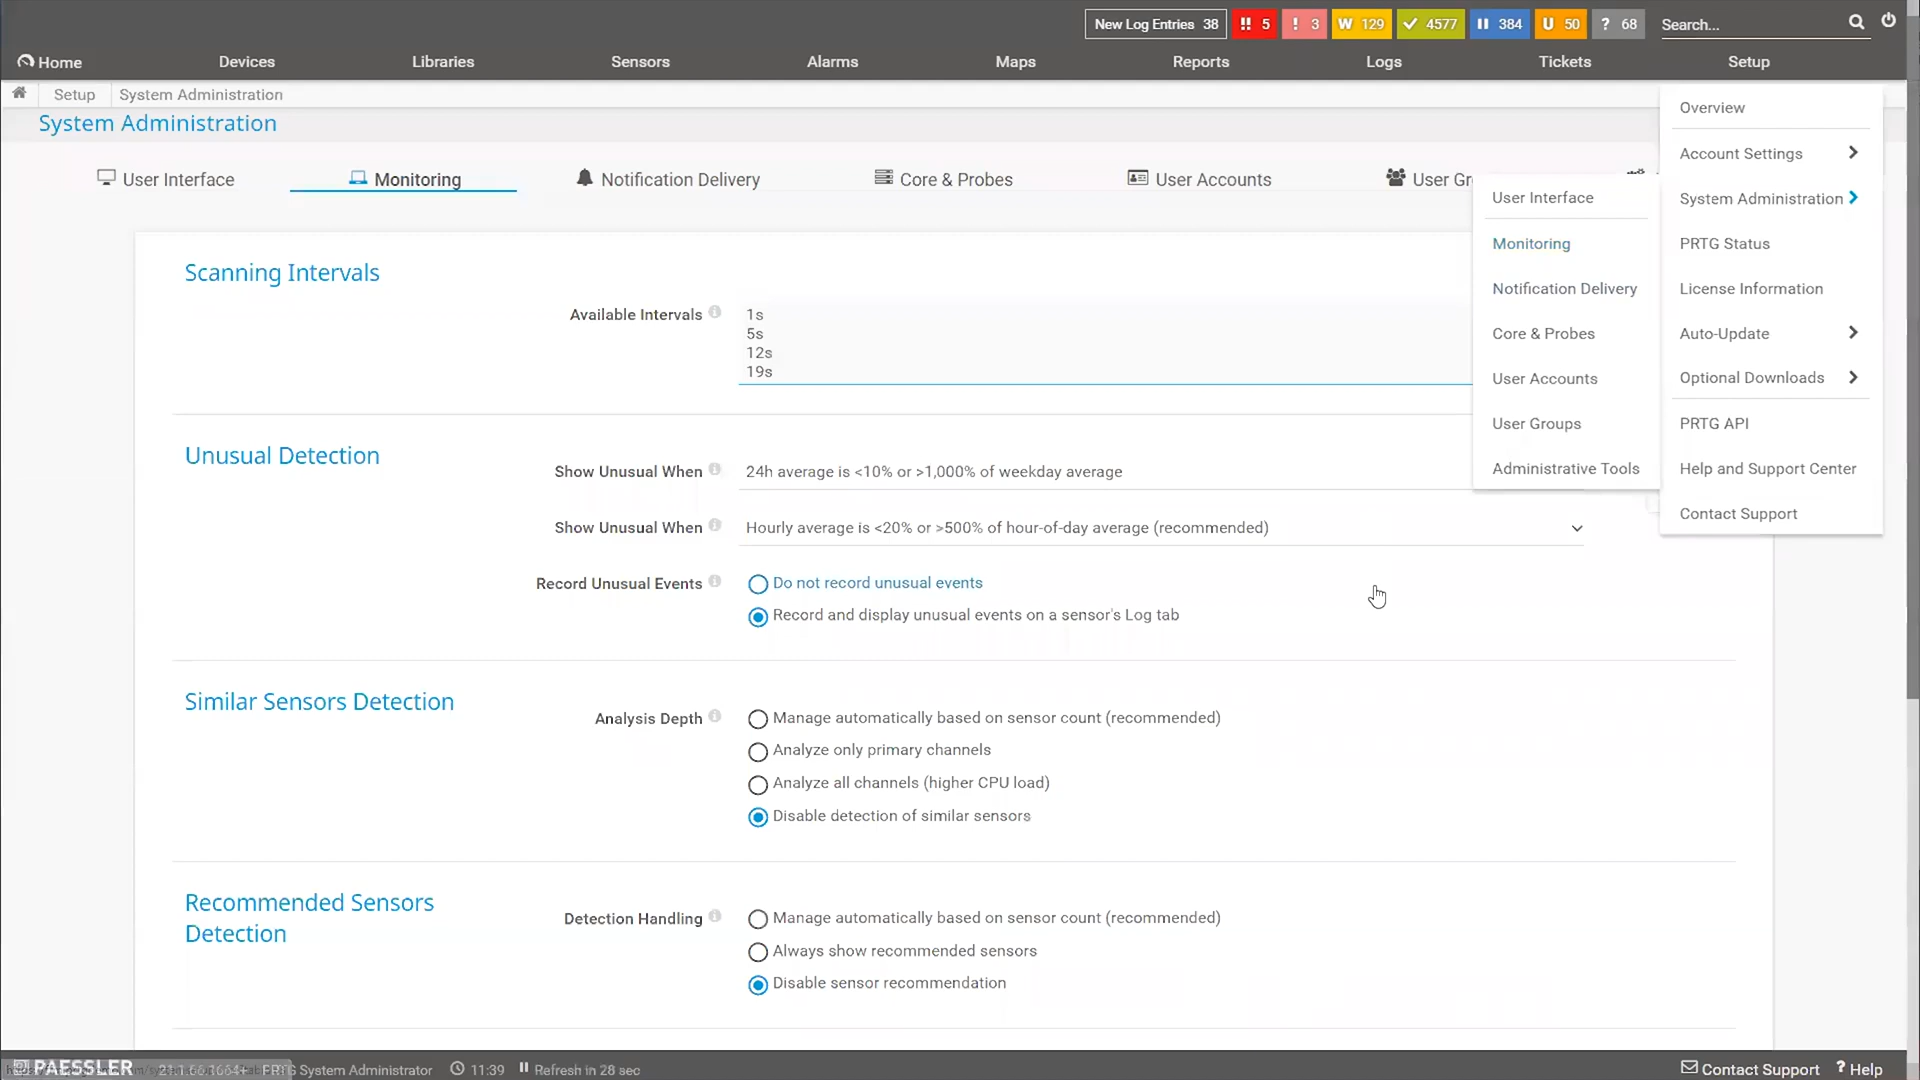 New Log Entries 38
!! 5
! 3
W 129
4577
384
U 50
? 68
Search...
Home
Devices
Libraries
Sensors
Alarms
Maps
Reports
Logs
Tickets
Setup
Setup
System Administration
System Administration
User Interface
Monitoring
Notification Delivery
Core & Probes
User Accounts
User Gr
Overview
Account Settings
System Administration
PRTG Status
License Information
Auto-Update
Optional Downloads
PRTG API
Help and Support Center
Contact Support
User Interface
Monitoring
Notification Delivery
Core & Probes
User Accounts
User Groups
Administrative Tools
Scanning Intervals
Available Intervals
1s
5s
12s
19s
Unusual Detection
Show Unusual When
24h average is <10% or >1,000% of weekday average
Show Unusual When
Hourly average is <20% or >500% of hour-of-day average (recommended)
Record Unusual Events
Do not record unusual events
Record and display unusual events on a sensor's Log tab
Similar Sensors Detection
Analysis Depth
Manage automatically based on sensor count (recommended)
Analyze only primary channels
Analyze all channels (higher CPU load)
Disable detection of similar sensors
Recommended Sensors
Detection
Detection Handling
Manage automatically based on sensor count (recommended)
Always show recommended sensors
Disable sensor recommendation
PAESSLER
21.1.66.1664+
PRTG System Administrator
11:39
Refresh in 28 sec
Contact Support
? Help